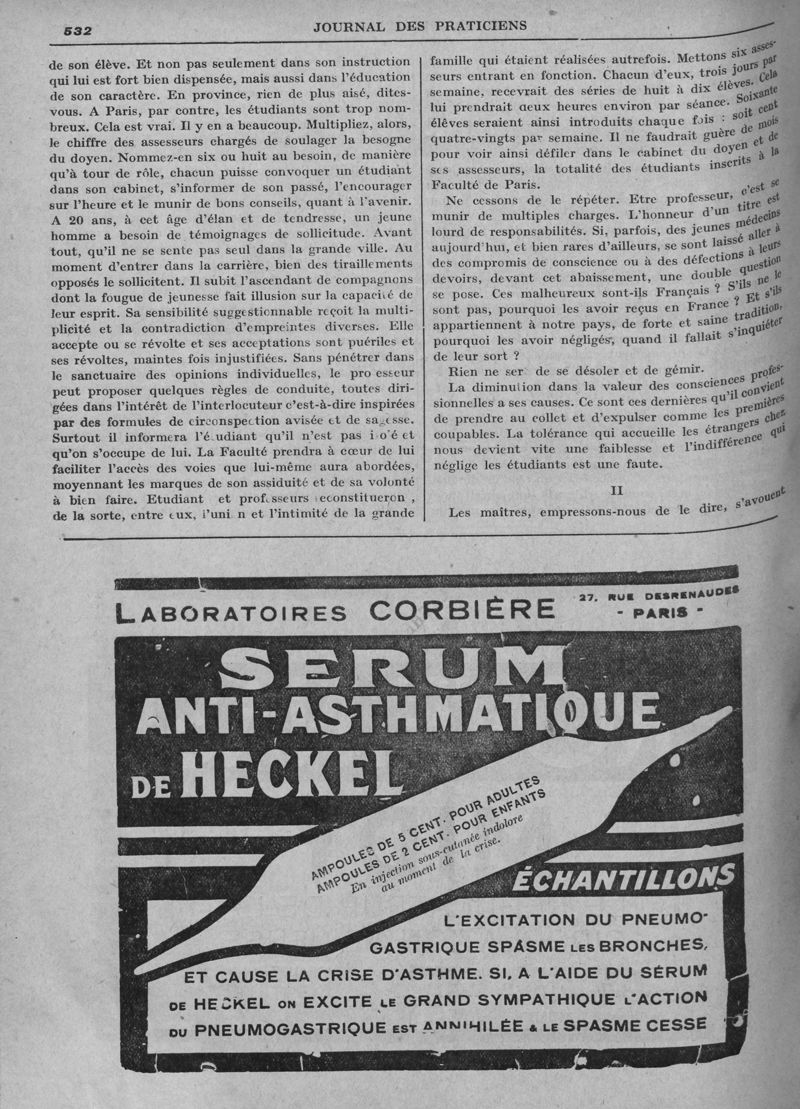 532
JOURNAL DES PRATICIENS
de son élève. Et non pas seulement dans son instruction
qui lui est fort bien dispensée, mais aussi dans l'éducation
de son caractère. En province, rien de plus aisé, dites-
vous. A Paris, par contre, les étudiants sont trop nom-
breux. Cela est vrai. Il y en a beaucoup. Multipliez, alors,
le chiffre des assesseurs chargés de soulager la besogne
du doyen. Nommez-en six ou huit au besoin, de manière
qu'à tour de rôle, chacun puisse convoquer un étudiant
dans son cabinet, s'informer de son passé, l'encourager
sur l'heure et le munir de bons conseils, quant à l'avenir.
A 20 ans, à cet âge d'élan et de tendresse, un jeune
homme a besoin de témoignages de sollicitude. Avant
tout, qu'il ne se sente pas seul dans la grande ville. Au
moment d'entrer dans la carrière, bien des tiraillements
opposés le sollicitent. Il subit l'ascendant de compagnons
dont la fougue de jeunesse fait illusion sur la capacité de
leur esprit. Sa sensibilité suggestionnable reçoit la multi-
plicité et la contradiction d'empreintes diverses. Elle
accepte ou se révolte et ses acceptations sont puériles et
ses révoltes, maintes fois injustifiées. Sans pénétrer dans
le sanctuaire des opinions individuelles, le pro esseur
peut proposer quelques règles de conduite, toutes diri-
gées dans l'intérêt de l'interlocuteur c'est-à-dire inspirées
par des formules de circonspection avisée et de sagesse.
Surtout il informera l'é udiant qu'il n'est pas i o'é et
qu'on s'occupe de lui. La Faculté prendra à cœur de lui
faciliter l'accès des voies que lui-même aura abordées,
moyennant les marques de son assiduité et de sa volonté
à bien faire. Etudiant et professeurs reconstitueron ,
de la sorte, entre eux, l'uni n et l'intimité de la grande
famille qui étaient réalisées autrefois. Mettons six asses-
seurs entrant en fonction. Chacun d'eux, trois jours par
semaine, recevrait des séries de huit à dix élèves. Cela
lui prendrait deux heures environ par séance. Soixante
élèves seraient ainsi introduits chaque fois : soit cent
quatre-vingts par semaine. Il ne faudrait guère de mois
pour voir ainsi défiler dans le cabinet du doyen et de
ses assesseurs, la totalité des étudiants inscrits à la
Faculté de Paris.
Ne cessons de le répéter. Etre professeur, c'est se
munir de multiples charges. L'honneur d'un titre est
lourd de responsabilités. Si, parfois, des jeunes médecins
aujourd'hui, et bien rares d'ailleurs, se sont laissé aller à
des compromis de conscience ou à des défections à leurs
devoirs, devant cet abaissement, une double question
se pose. Ces malheureux sont-ils Français ? S'ils ne le
sont pas, pourquoi les avoir reçus en France ? Et s'ils
appartiennent à notre pays, de forte et saine tradition,
pourquoi les avoir négligés, quand il fallait s'inquiéter
de leur sort ?
Rien ne ser de se désoler et de gémir.
La diminution dans la valeur des consciences profes-
sionnelles a ses causes. Ce sont ces dernières qu'il convient
de prendre au collet et d'expulser comme les premières
coupables. La tolérance qui accueille les étrangers chez
nous devient vite une faiblesse et l'indifférence qui
néglige les étudiants est une faute.
II
Les maîtres, empressons-nous de le dire, s'avouent
LABORATOIRES CORBIÈRE
27, RUE DESRENAUDES
- PARIS -
SERUM
ANTI-ASTHMATIQUE
DE HECKEL
AMPOULES DE 5 CENT. POUR ADULTES
AMPOULES DE 2 CENT. POUR ENFANTS
En injection sous-cutanée indolore
au moment de la crise.
ÉCHANTILLONS
L'EXCITATION DU PNEUMO-
GASTRIQUE SPASME LES BRONCHES,
ET CAUSE LA CRISE D'ASTHME. SI, A L'AIDE DU SÉRUM
DE HECKEL ON EXCITE LE GRAND SYMPATHIQUE L'ACTION
DU PNEUMOGASTRIQUE EST ANNIHILÉE & LE SPASME CESSE